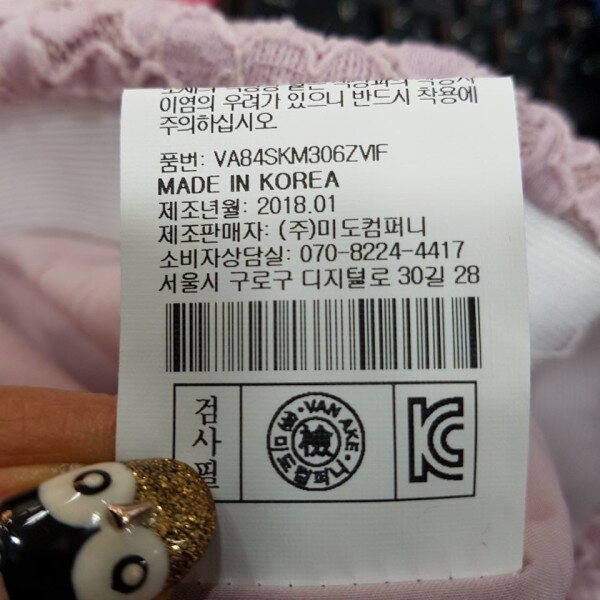 이염의 우려가 있으니 반드시 착용에
주의하십시오
품번: VA84SKM306ZVIF
MADE IN KOREA
제조년월: 2018.01
제조판매자: (주)미도컴퍼니
소비자상담실: 070-8224-4417
서울시 구로구 디지털로 30길 28
검사필
VAN AKE
㈜미도컴퍼니
檢
KC